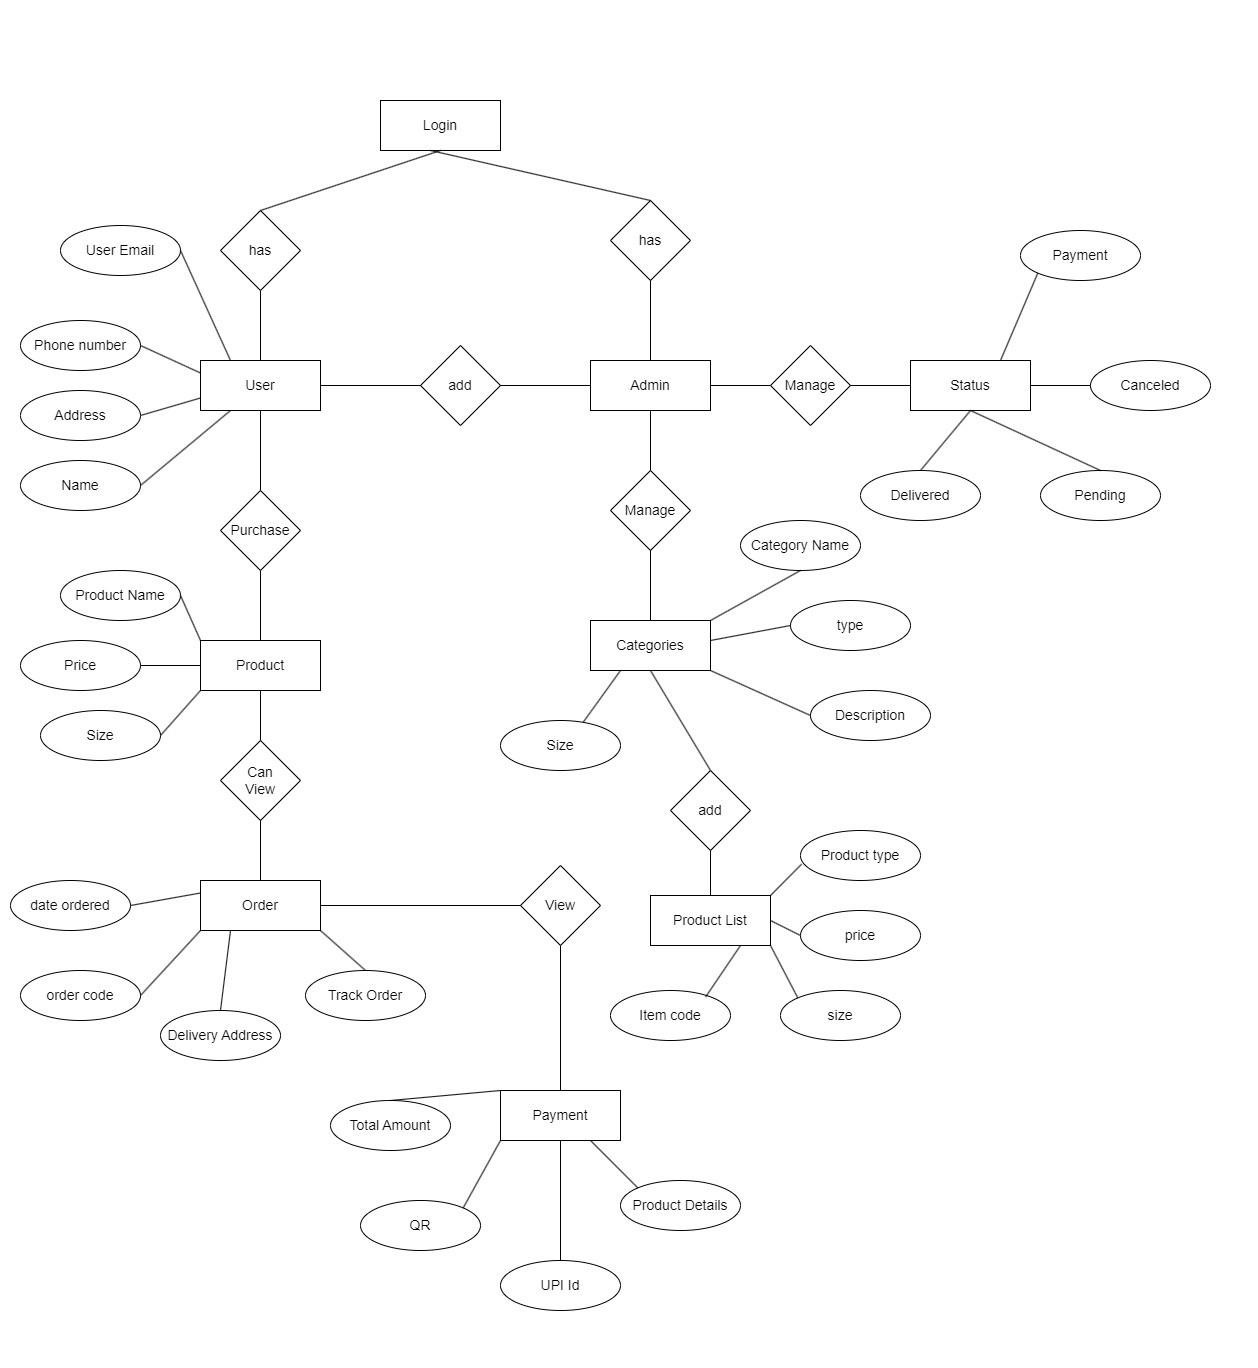 Login
has
has
User Email
Payment
Phone number
User
add
Admin
Manage
Status
Canceled
Address
Name
Delivered
Pending
Purchase
Manage
Category Name
Product Name
type
Price
Product
Categories
Size
Description
Size
Can
View
add
Product type
date ordered
Order
View
Product List
price
order code
Track Order
Delivery Address
Item code
size
Total Amount
Payment
QR
Product Details
UPI Id